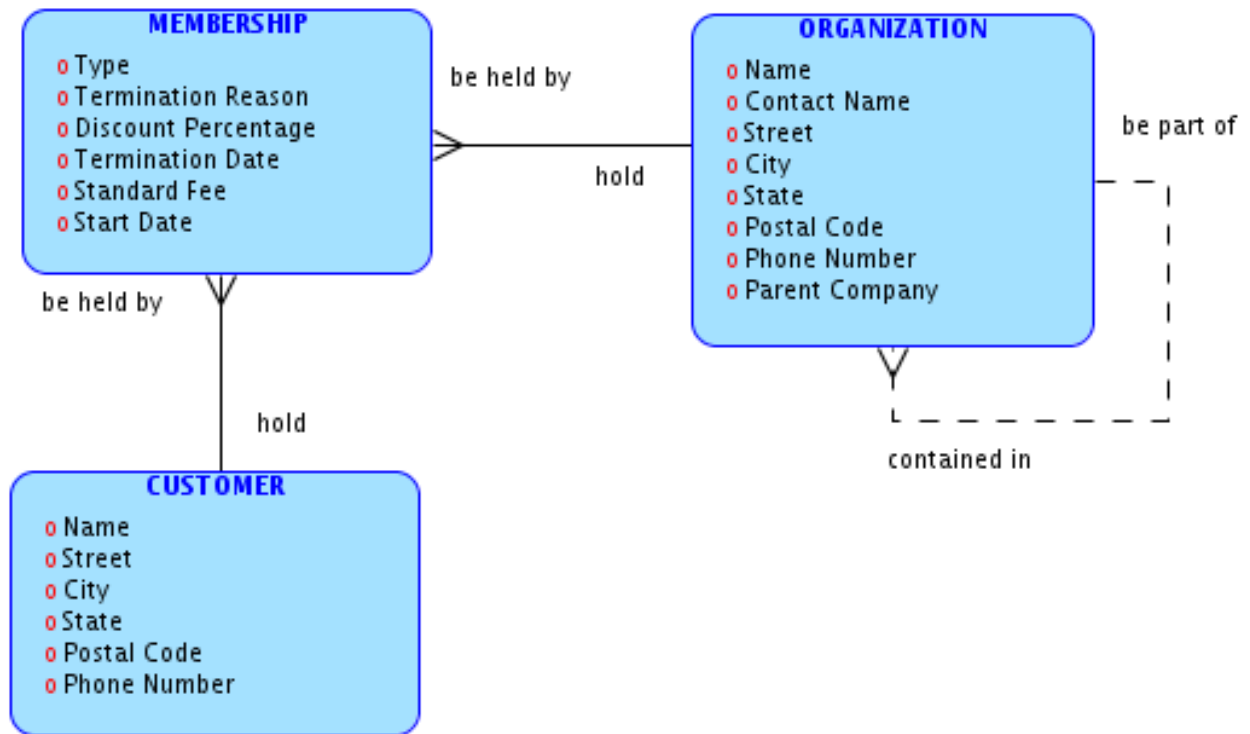 MEMBERSHIP
o Type
o Termination Reason
o Discount Percentage
o Termination Date
o Standard Fee
o Start Date
be held by
hold
ORGANIZATION
o Name
o Contact Name
o Street
o City
o State
o Postal Code
o Phone Number
o Parent Company
be part of
contained in
be held by
hold
CUSTOMER
o Name
o Street
o City
o State
o Postal Code
o Phone Number